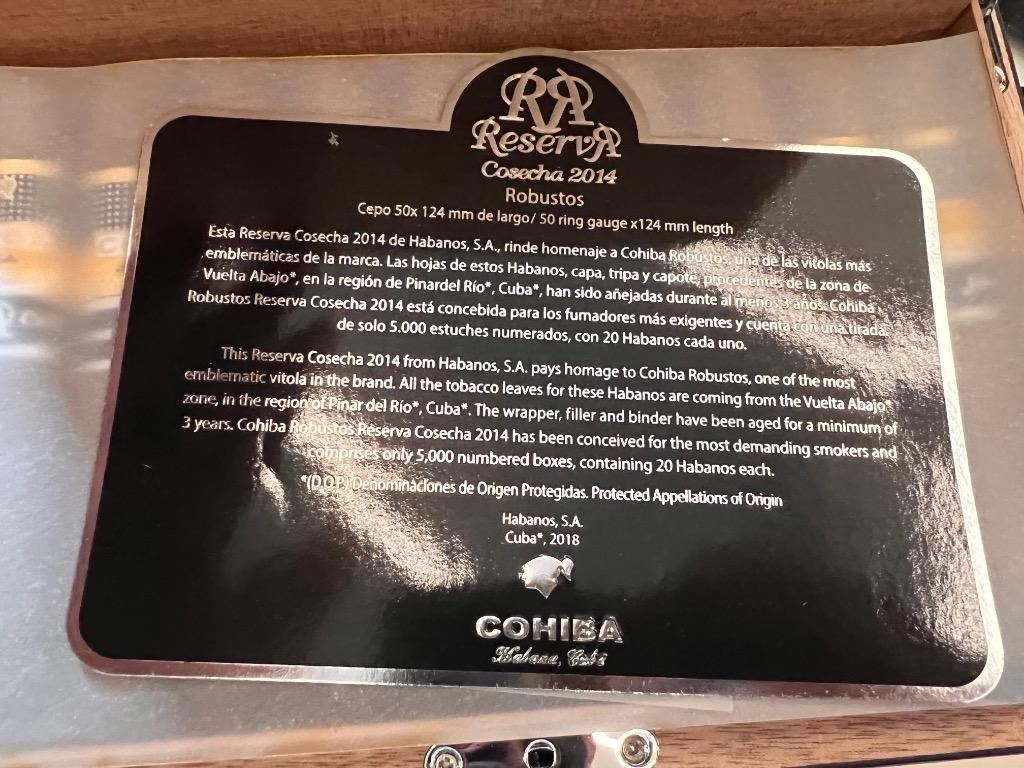 RR
ReservA
Cosecha 2014
Robustos
Cepo 50x 124 mm de largo/ 50 ring gauge x124 mm length
Esta Reserva Cosecha 2014 de Habanos, S.A., rinde homenaje a Cohiba Robustos, una de las vitolas más
emblemáticas de la marca. Las hojas de estos Habanos, capa, tripa y capote, procedentes de la zona de
Vuelta Abajo*, en la región de Pinardel Río*, Cuba*, han sido añejadas durante al menos 3 años. Cohiba
Robustos Reserva Cosecha 2014 está concebida para los fumadores más exigentes y cuenta con una tirada
de solo 5.000 estuches numerados, con 20 Habanos cada uno.
This Reserva Cosecha 2014 from Habanos, S.A. pays homage to Cohiba Robustos, one of the most
emblematic vitola in the brand. All the tobacco leaves for these Habanos are coming from the Vuelta Abajo*
zone, in the region of Pinar del Río*, Cuba*. The wrapper, filler and binder have been aged for a minimum of
3 years. Cohiba Robustos Reserva Cosecha 2014 has been conceived for the most demanding smokers and
comprises only 5,000 numbered boxes, containing 20 Habanos each.
*(D.O.P.) Denominaciones de Origen Protegidas. Protected Appellations of Origin
Habanos, S.A.
Cuba*, 2018
COHIBA
Habana, Cuba